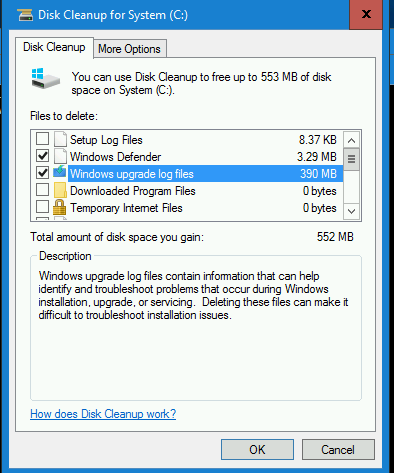 Disk Cleanup for System (C:)
x
Disk Cleanup More Options
You can use Disk Cleanup to free up to 553 MB of disk
space on System (C:).
Files to delete:
Setup Log Files 8.37 KB
Windows Defender 3.29 MB
Windows upgrade log files 390 MB
Downloaded Program Files 0 bytes
Temporary Internet Files 0 bytes
Total amount of disk space you gain: 552 MB
Description
Windows upgrade log files contain information that can help
identify and troubleshoot problems that occur during Windows
installation, upgrade, or servicing. Deleting these files can make it
difficult to troubleshoot installation issues.
How does Disk Cleanup work?
OK Cancel